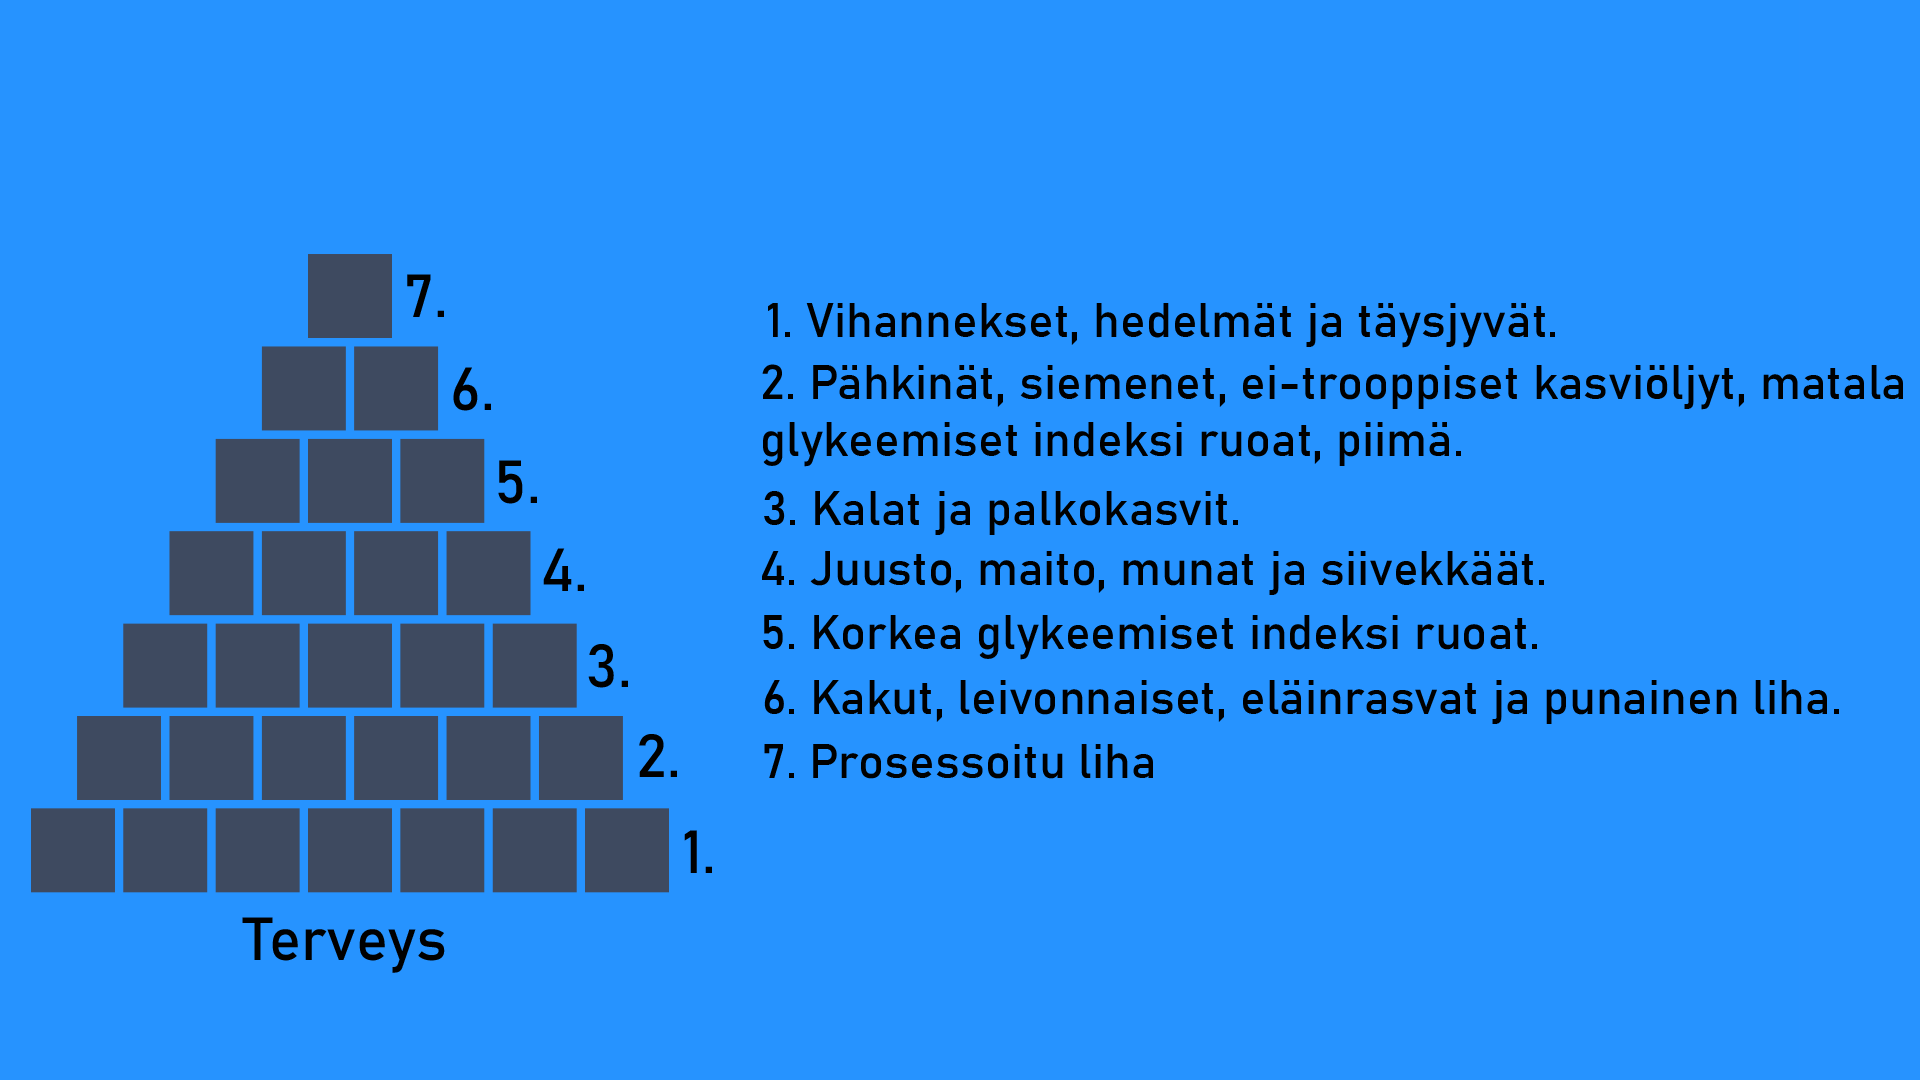 7.
6.
5.
4.
3.
2.
1.
Terveys
1. Vihannekset, hedelmät ja täysjyvät.
2. Pähkinät, siemenet, ei-trooppiset kasviöljyt, matala
glykeemiset indeksi ruoat, piimä.
3. Kalat ja palkokasvit.
4. Juusto, maito, munat ja siivekkäät.
5. Korkea glykeemiset indeksi ruoat.
6. Kakut, leivonnaiset, eläinrasvat ja punainen liha.
7. Prosessoitu liha